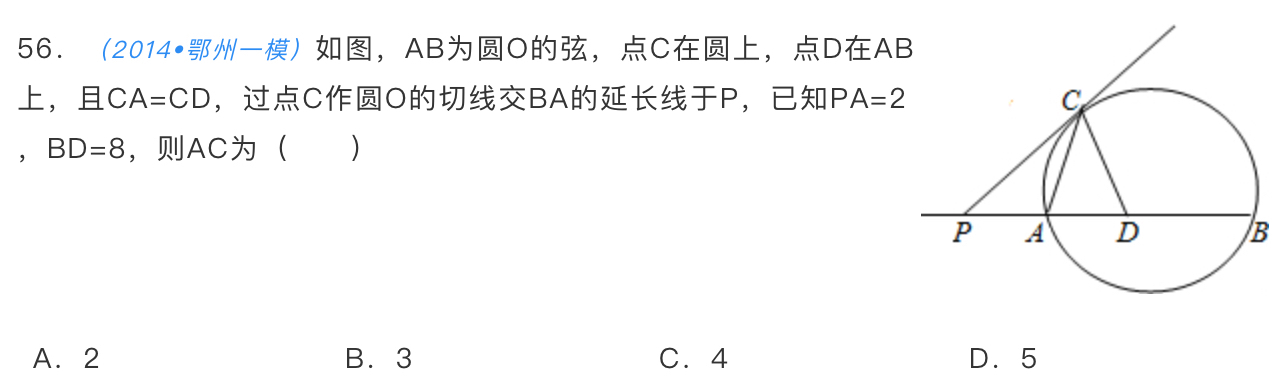 56. （2014•鄂州一模）如图，AB为圆O的弦，点C在圆上，点D在AB
上，且CA=CD，过点C作圆O的切线交BA的延长线于P，已知PA=2
，BD=8，则AC为（　　）
C
P A D B
A．2 B．3 C．4 D．5